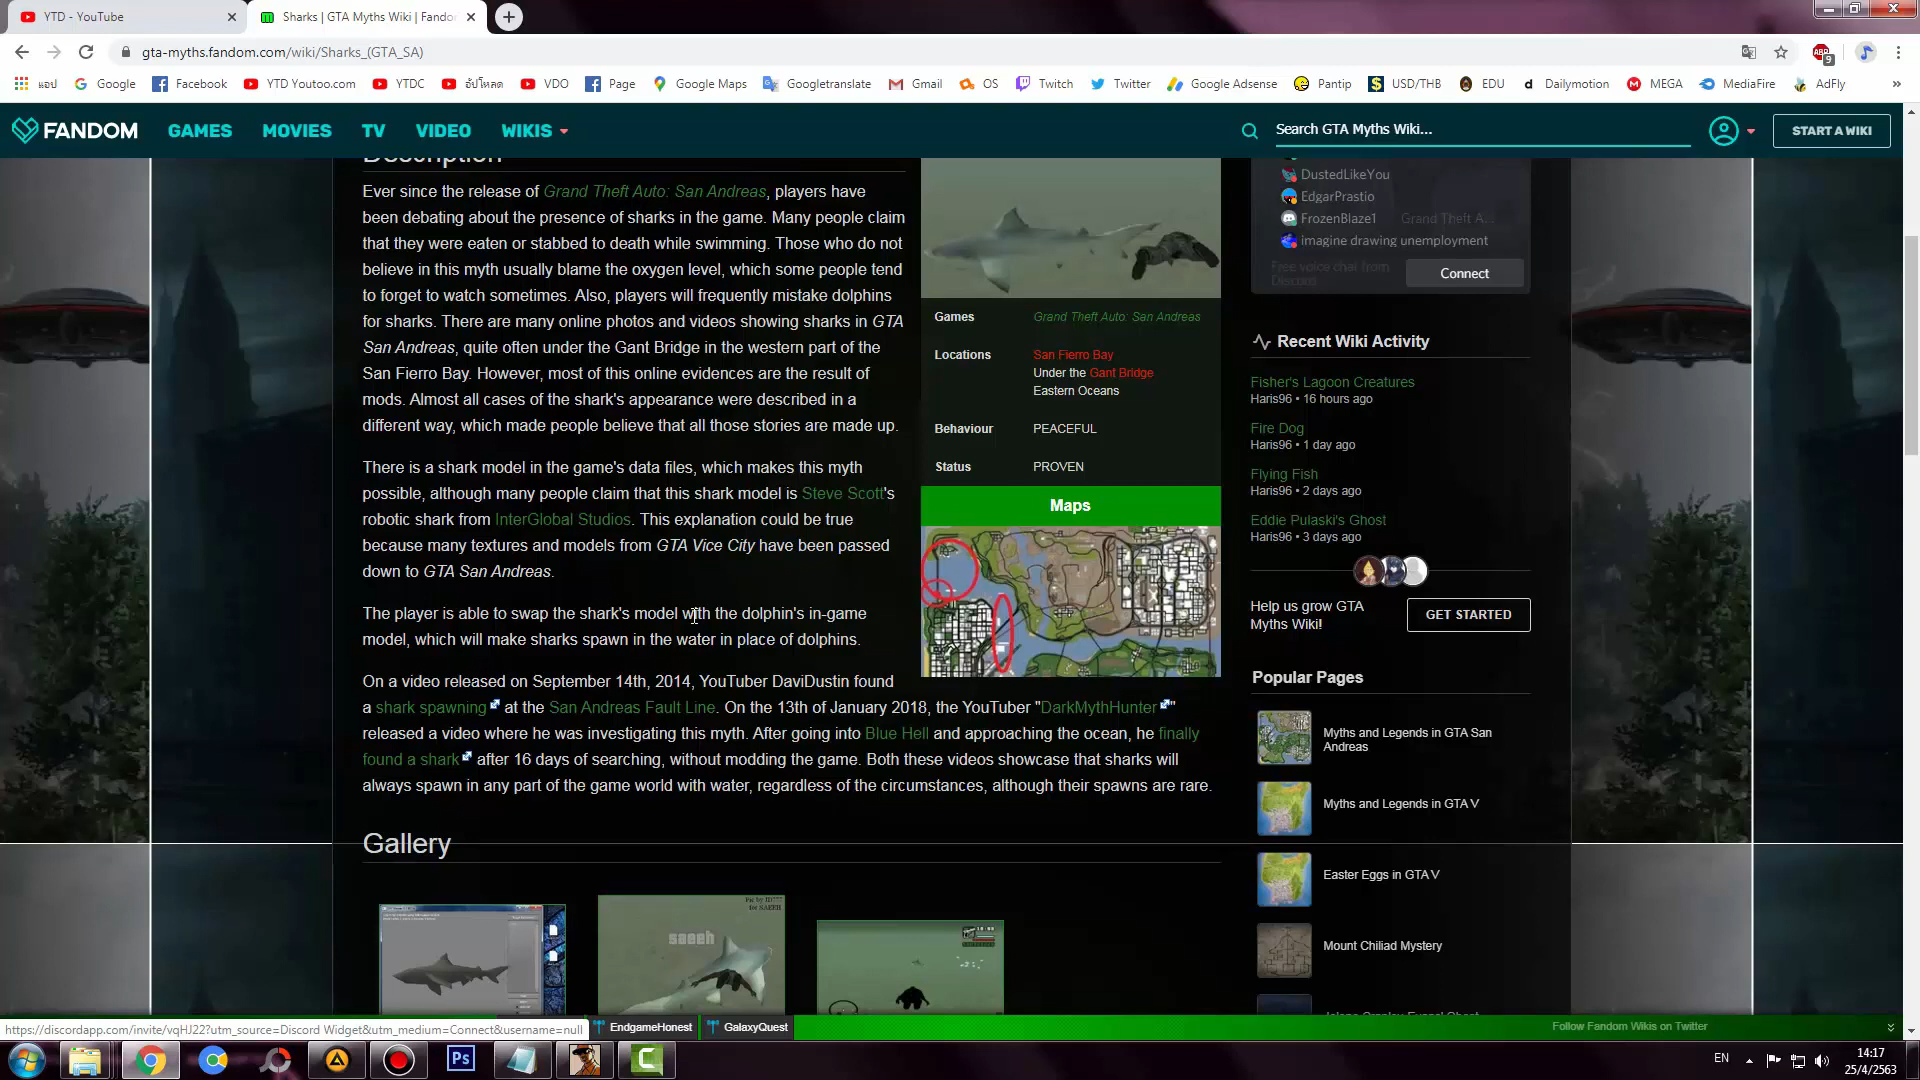 YTD - YouTube
Sharks | GTA Myths Wiki | Fandor
gta-myths.fandom.com/wiki/Sharks_(GTA_SA)
แอป Google Facebook YTD Youtoo.com YTDC อัปโหลด VDO Page Google Maps Googletranslate Gmail OS Twitch Twitter Google Adsense Pantip USD/THB EDU Dailymotion MEGA MediaFire AdFly
FANDOM GAMES MOVIES TV VIDEO WIKIS Search GTA Myths Wiki... START A WIKI
Description
Ever since the release of Grand Theft Auto: San Andreas, players have
been debating about the presence of sharks in the game. Many people claim
that they were eaten or stabbed to death while swimming. Those who do not
believe in this myth usually blame the oxygen level, which some people tend
to forget to watch sometimes. Also, players will frequently mistake dolphins
for sharks. There are many online photos and videos showing sharks in GTA
San Andreas, quite often under the Gant Bridge in the western part of the
San Fierro Bay. However, most of this online evidences are the result of
mods. Almost all cases of the shark's appearance were described in a
different way, which made people believe that all those stories are made up.
There is a shark model in the game's data files, which makes this myth
possible, although many people claim that this shark model is Steve Scott's
robotic shark from InterGlobal Studios. This explanation could be true
because many textures and models from GTA Vice City have been passed
down to GTA San Andreas.
The player is able to swap the shark's model with the dolphin's in-game
model, which will make sharks spawn in the water in place of dolphins.
On a video released on September 14th, 2014, YouTuber DaviDustin found
a shark spawning at the San Andreas Fault Line. On the 13th of January 2018, the YouTuber "DarkMythHunter "
released a video where he was investigating this myth. After going into Blue Hell and approaching the ocean, he finally
found a shark after 16 days of searching, without modding the game. Both these videos showcase that sharks will
always spawn in any part of the game world with water, regardless of the circumstances, although their spawns are rare.
Gallery
saeeh
Games Grand Theft Auto: San Andreas
Locations San Fierro Bay
Under the Gant Bridge
Eastern Oceans
Behaviour PEACEFUL
Status PROVEN
Maps
DustedLikeYou
EdgarPrastio
FrozenBlaze1 Grand Theft A...
imagine drawing unemployment
Free voice chat from
Discord
Connect
Recent Wiki Activity
Fisher's Lagoon Creatures
Haris96 • 16 hours ago
Fire Dog
Haris96 • 1 day ago
Flying Fish
Haris96 • 2 days ago
Eddie Pulaski's Ghost
Haris96 • 3 days ago
Help us grow GTA
Myths Wiki!
GET STARTED
Popular Pages
Myths and Legends in GTA San
Andreas
Myths and Legends in GTA V
Easter Eggs in GTA V
Mount Chiliad Mystery
https://discordapp.com/invite/vqHJ22?utm_source=Discord Widget&utm_medium=Connect&username=null
EndgameHonest GalaxyQuest Follow Fandom Wikis on Twitter
Ps
EN
14:17
25/4/2563